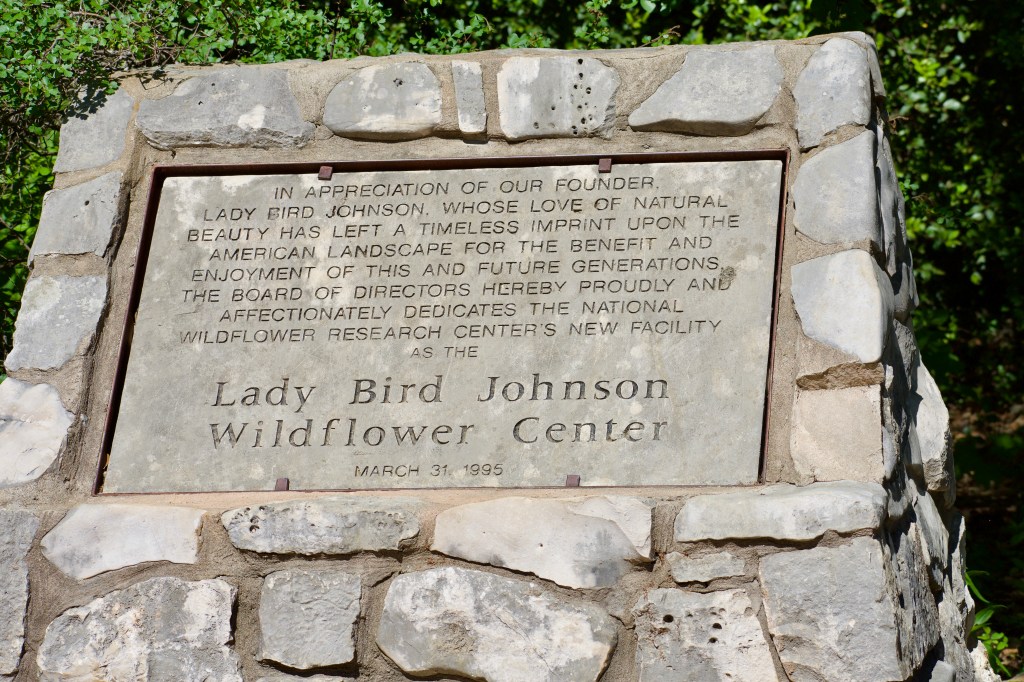 IN APPRECIATION OF OUR FOUNDER,
LADY BIRD JOHNSON, WHOSE LOVE OF NATURAL
BEAUTY HAS LEFT A TIMELESS IMPRINT UPON THE
AMERICAN LANDSCAPE FOR THE BENEFIT AND
ENJOYMENT OF THIS AND FUTURE GENERATIONS,
THE BOARD OF DIRECTORS HEREBY PROUDLY AND
AFFECTIONATELY DEDICATES THE NATIONAL
WILDFLOWER RESEARCH CENTER'S NEW FACILITY
AS THE
Lady Bird Johnson
Wildflower Center
MARCH 31, 1995